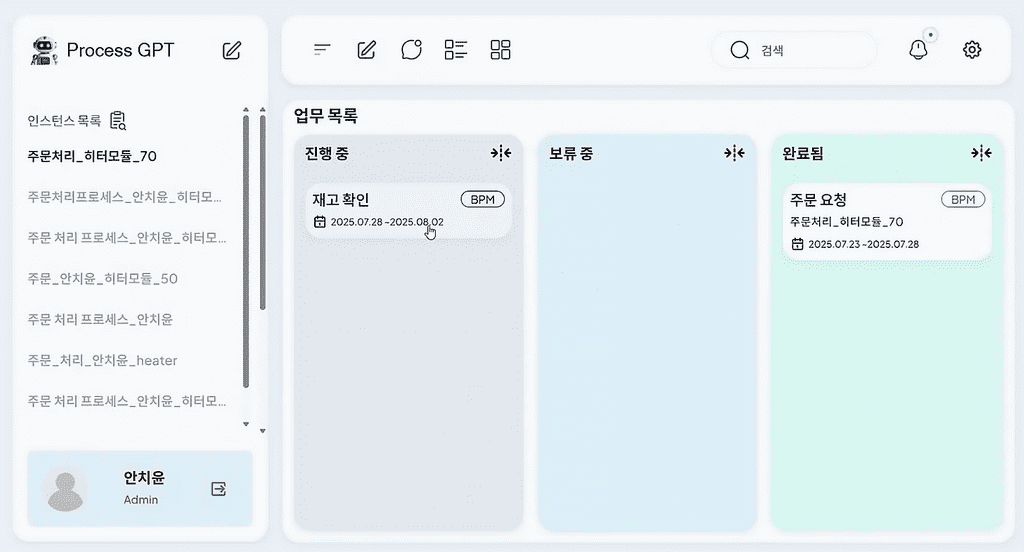 Process GPT
검색
인스턴스 목록
주문처리_히터모듈_70
주문처리프로세스_안치윤_히터모...
주문 처리 프로세스_안치윤_히터모...
주문_안치윤_히터모듈_50
주문 처리 프로세스_안치윤
주문_처리_안치윤_heater
주문 처리 프로세스_안치윤_히터모...
안치윤
Admin
업무 목록
진행 중
재고 확인
BPM
2025.07.28 ~2025.08.02
보류 중
완료됨
주문 요청
BPM
주문처리_히터모듈_70
2025.07.23 ~2025.07.28